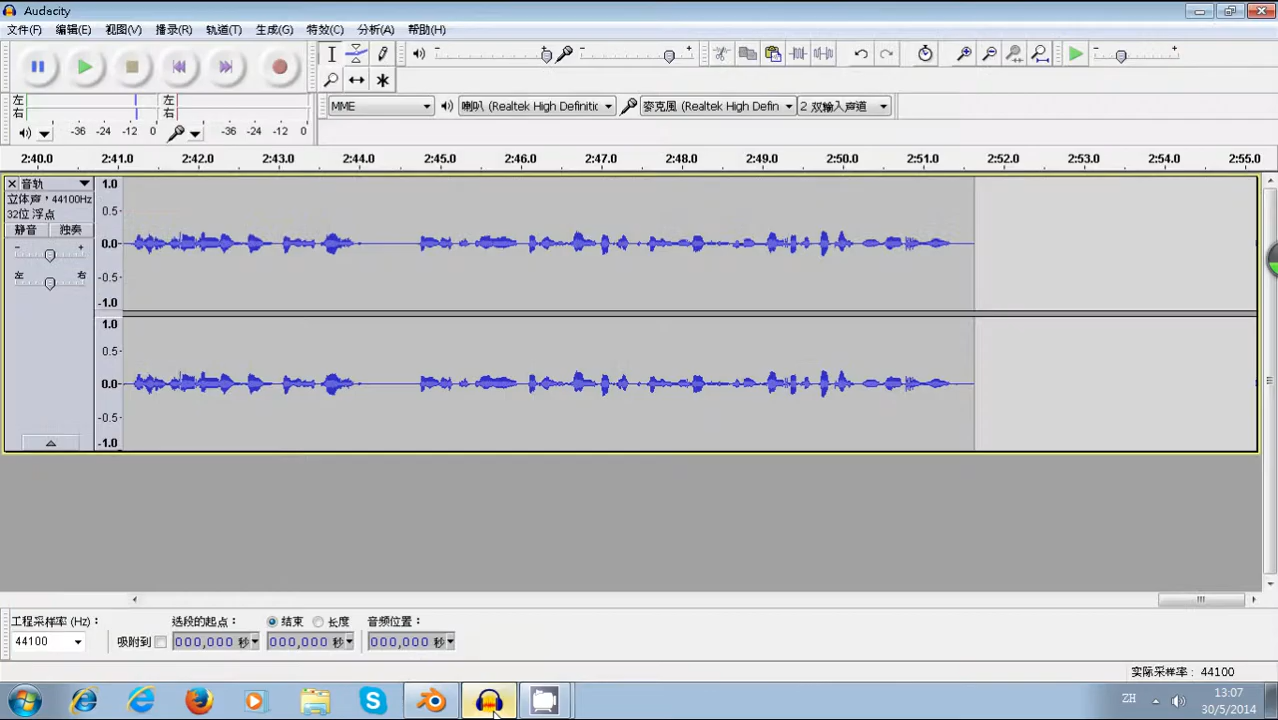 Audacity
文件(F) 编辑(E) 视图(V) 播录(R) 轨道(T) 生成(G) 特效(C) 分析(A) 帮助(H)
左 右 -36 -24 -12 0 左 右 -36 -24 -12 0
MME 喇叭 (Realtek High Definitic 麥克風 (Realtek High Defin 2 双输入声道
2:40.0 2:41.0 2:42.0 2:43.0 2:44.0 2:45.0 2:46.0 2:47.0 2:48.0 2:49.0 2:50.0 2:51.0 2:52.0 2:53.0 2:54.0 2:55.0
音轨 1.0
立体声,44100Hz
32位 浮点 0.5
静音 独奏
- + 0.0
左 右 -0.5
-1.0
1.0
0.5
0.0
-0.5
-1.0
工程采样率 (Hz): 选段的起点: 结束 长度 音频位置:
44100 吸附到 000,000 秒 000,000 秒 000,000 秒
实际采样率: 44100
ZH 13:07
30/5/2014